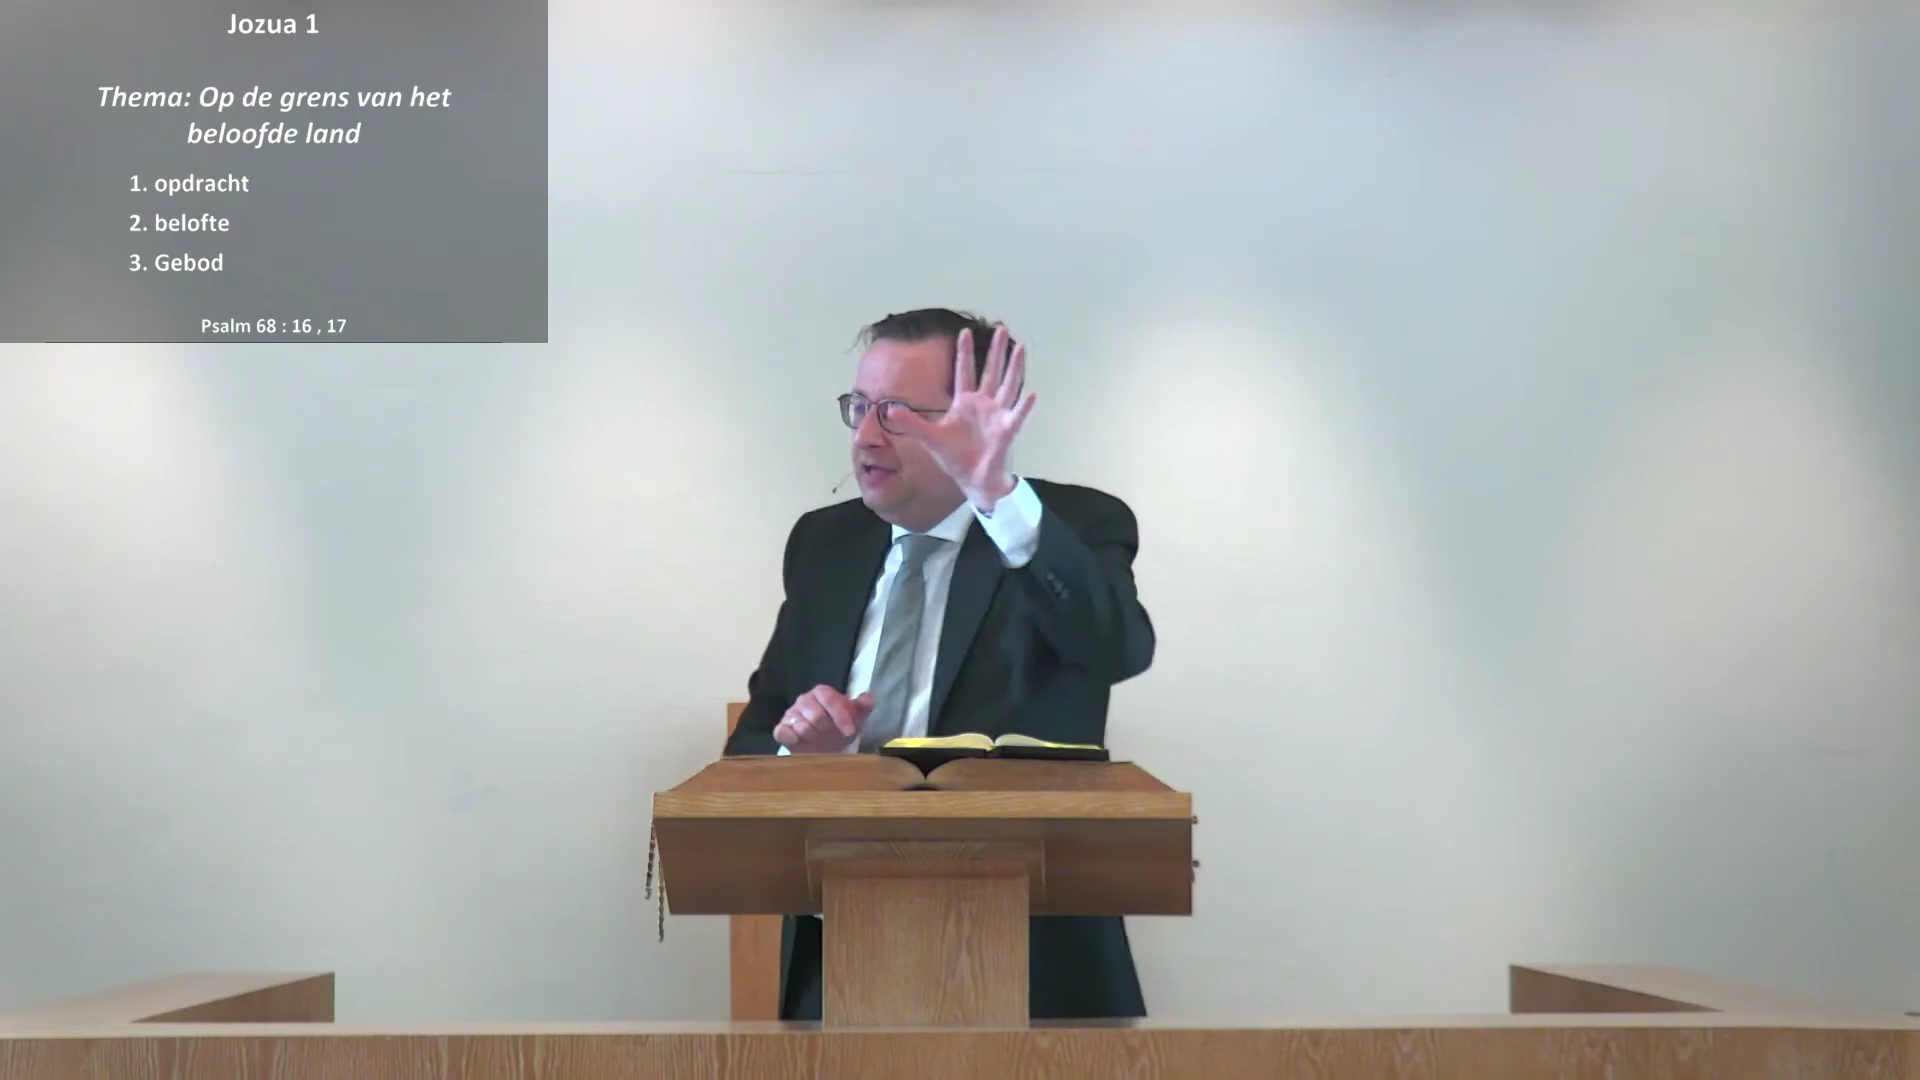 Jozua 1
Thema: Op de grens van het
beloofde land
1. opdracht
2. belofte
3. Gebod
Psalm 68 : 16 , 17